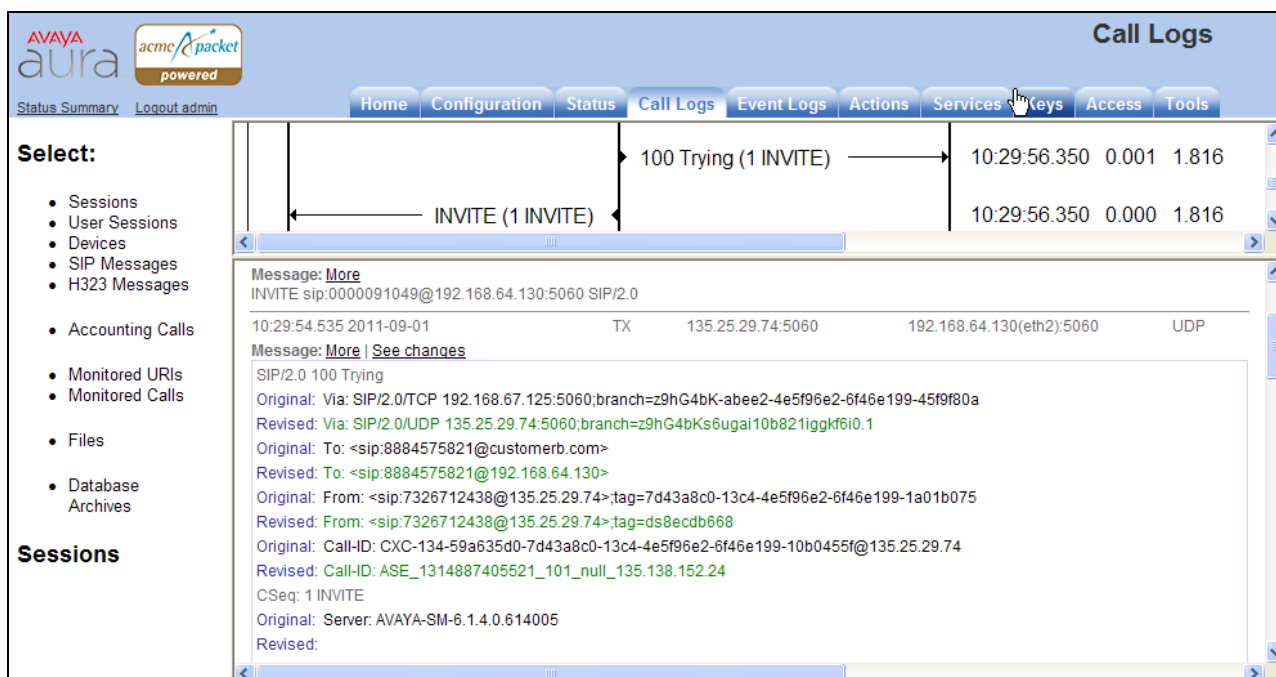 AVAYA
aura
acme packet
powered
Call Logs
Status Summary Logout admin
Home Configuration Status Call Logs Event Logs Actions Services Keys Access Tools
Select:
• Sessions
• User Sessions
• Devices
• SIP Messages
• H323 Messages
• Accounting Calls
• Monitored URIs
• Monitored Calls
• Files
• Database
Archives
Sessions
100 Trying (1 INVITE) 10:29:56.350 0.001 1.816
INVITE (1 INVITE) 10:29:56.350 0.000 1.816
Message: More
INVITE sip:0000091049@192.168.64.130:5060 SIP/2.0
10:29:54.535 2011-09-01 TX 135.25.29.74:5060 192.168.64.130(eth2):5060 UDP
Message: More | See changes
SIP/2.0 100 Trying
Original: Via: SIP/2.0/TCP 192.168.67.125:5060;branch=z9hG4bK-abee2-4e5f96e2-6f46e199-45f9f80a
Revised: Via: SIP/2.0/UDP 135.25.29.74:5060;branch=z9hG4bKs6ugai10b821iggkf6i0.1
Original: To: <sip:8884575821@customerb.com>
Revised: To: <sip:8884575821@192.168.64.130>
Original: From: <sip:7326712438@135.25.29.74>;tag=7d43a8c0-13c4-4e5f96e2-6f46e199-1a01b075
Revised: From: <sip:7326712438@135.25.29.74>;tag=ds8ecdb668
Original: Call-ID: CXC-134-59a635d0-7d43a8c0-13c4-4e5f96e2-6f46e199-10b0455f@135.25.29.74
Revised: Call-ID: ASE_1314887405521_101_null_135.138.152.24
CSeq: 1 INVITE
Original: Server: AVAYA-SM-6.1.4.0.614005
Revised: